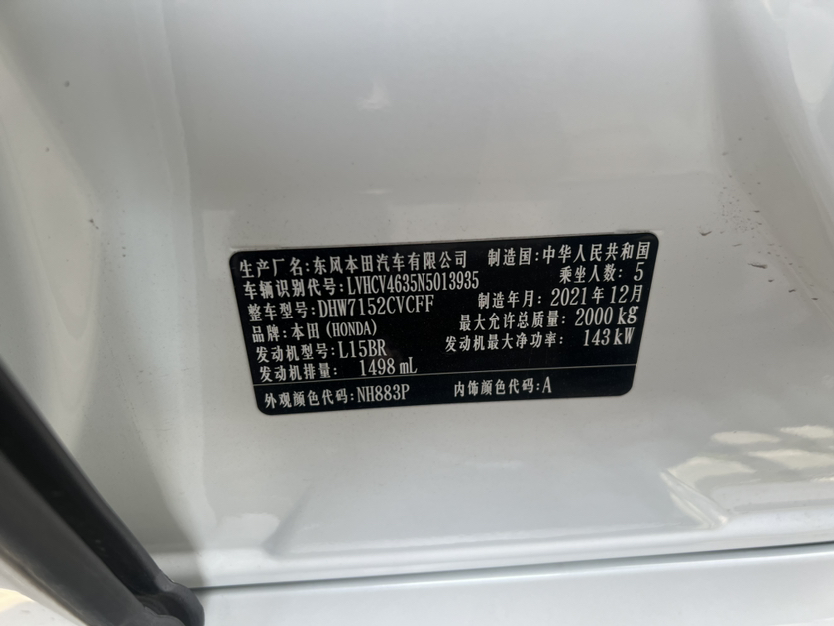 生产厂名:东风本田汽车有限公司 制造国:中华人民共和国
车辆识别代号:LVHCV4635N5013935 乘坐人数: 5
整车型号:DHW7152CVCFF 制造年月:2021年12月
品牌:本田(HONDA) 最大允许总质量: 2000 kg
发动机型号:L15BR 发动机最大净功率: 143 kW
发动机排量: 1498 mL
外观颜色代码:NH883P 内饰颜色代码:A